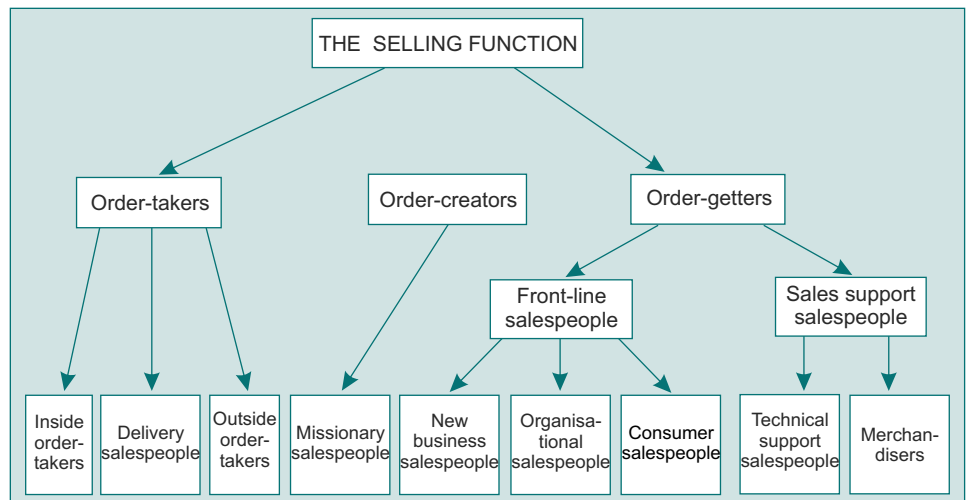 THE SELLING FUNCTION
Order-takers
Order-creators
Order-getters
Front-line
salespeople
Sales support
salespeople
Inside
order-
takers
Delivery
salespeople
Outside
order-
takers
Missionary
salespeople
New
business
salespeople
Organisa-
tional
salespeople
Consumer
salespeople
Technical
support
salespeople
Merchan-
disers